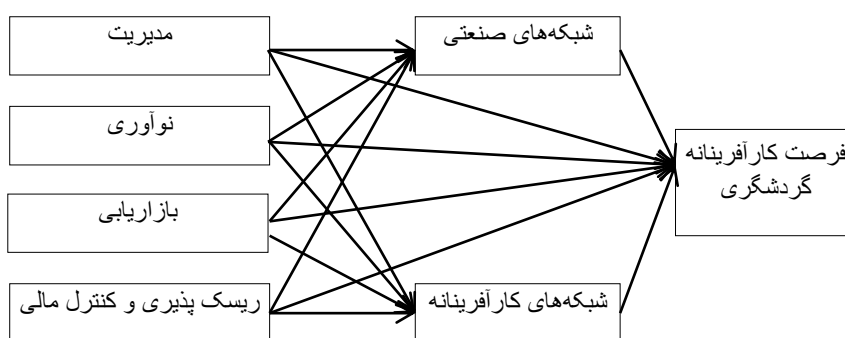 مدیریت
نوآوری
بازاریابی
ریسک پذیری و کنترل مالی
شبکه‌های صنعتی
شبکه‌های کارآفرینانه
فرصت کارآفرینانه
گردشگری